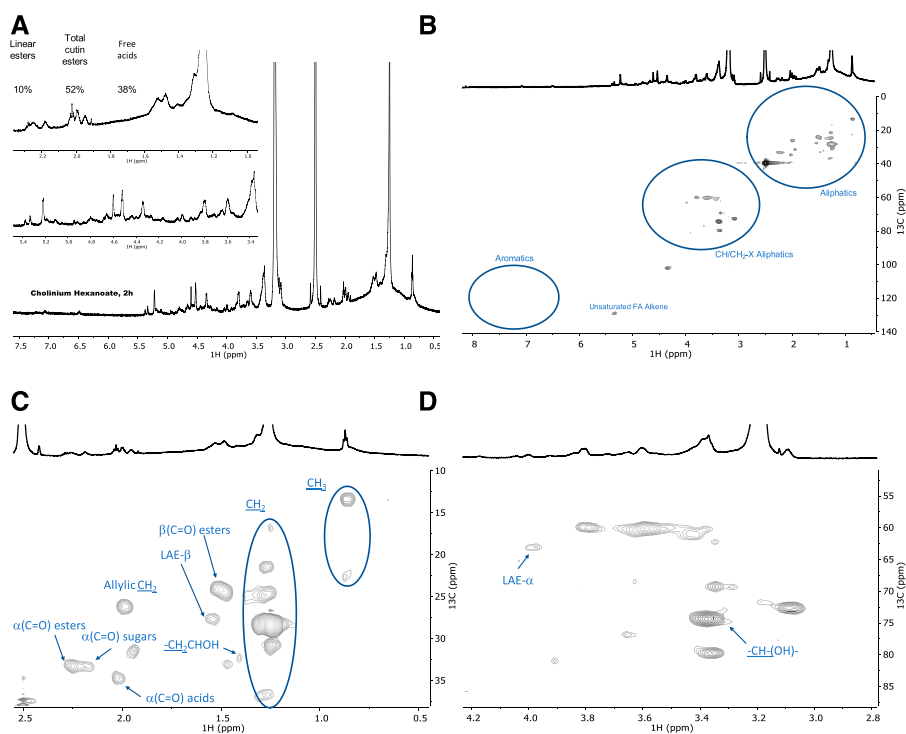 A
Linear esters
Total cutin esters
Free acids
10%
52%
38%
2.2 2.0 1.8 1.6 1.4 1.2 1.0
1H (ppm)
5.4 5.2 5.0 4.8 4.6 4.4 4.2 4.0 3.8 3.6 3.4
1H (ppm)
Cholinium Hexanoate, 2h
7.5 7.0 6.5 6.0 5.5 5.0 4.5 4.0 3.5 3.0 2.5 2.0 1.5 1.0 0.5
1H (ppm)
B
0
20
40
60
80
100
120
140
13C (ppm)
Aliphatics
CH/CH2-X Aliphatics
Aromatics
Unsaturated FA Alkene
8 7 6 5 4 3 2 1
1H (ppm)
C
10
15
20
25
30
35
13C (ppm)
CH3
CH2
β(C=O) esters
LAE-β
Allylic CH2
α(C=O) esters
α(C=O) sugars
-CH2CHOH
α(C=O) acids
2.5 2.0 1.5 1.0 0.5
1H (ppm)
D
55
60
65
70
75
80
85
13C (ppm)
LAE-α
-CH-(OH)-
4.2 4.0 3.8 3.6 3.4 3.2 3.0 2.8
1H (ppm)